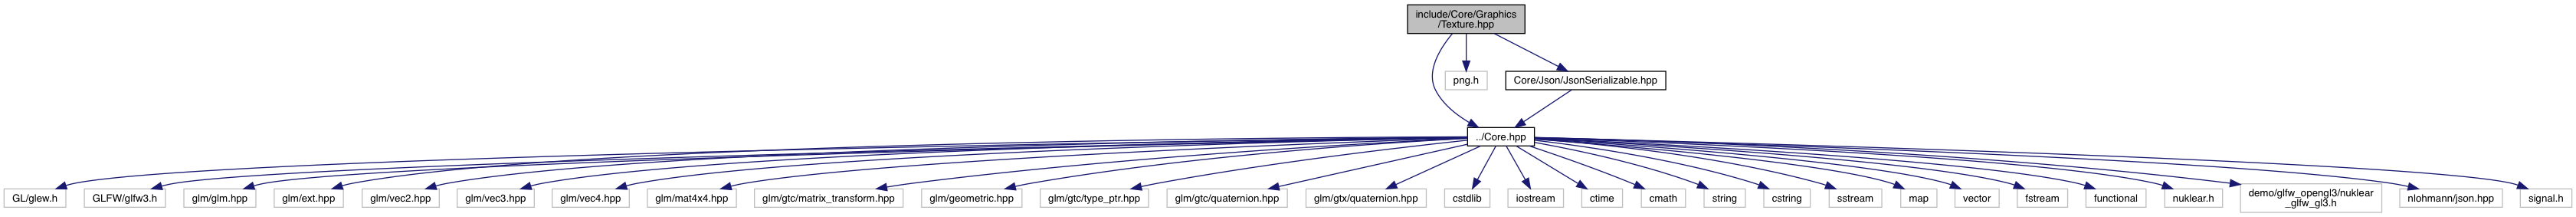 include/Core/Graphics
/Texture.hpp
png.h
Core/Json/JsonSerializable.hpp
../Core.hpp
GL/glew.h
GLFW/glfw3.h
glm/glm.hpp
glm/ext.hpp
glm/vec2.hpp
glm/vec3.hpp
glm/vec4.hpp
glm/mat4x4.hpp
glm/gtc/matrix_transform.hpp
glm/geometric.hpp
glm/gtc/type_ptr.hpp
glm/gtc/quaternion.hpp
glm/gtx/quaternion.hpp
cstdlib
iostream
ctime
cmath
string
cstring
sstream
map
vector
fstream
functional
nuklear.h
demo/glfw_opengl3/nuklear
_glfw_gl3.h
nlohmann/json.hpp
signal.h